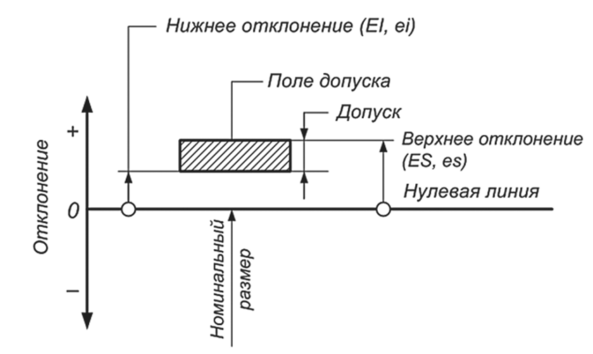 Нижнее отклонение (EI, ei)
Поле допуска
Допуск
Верхнее отклонение
(ES, es)
Нулевая линия
Отклонение
+
0
–
Номинальный
размер